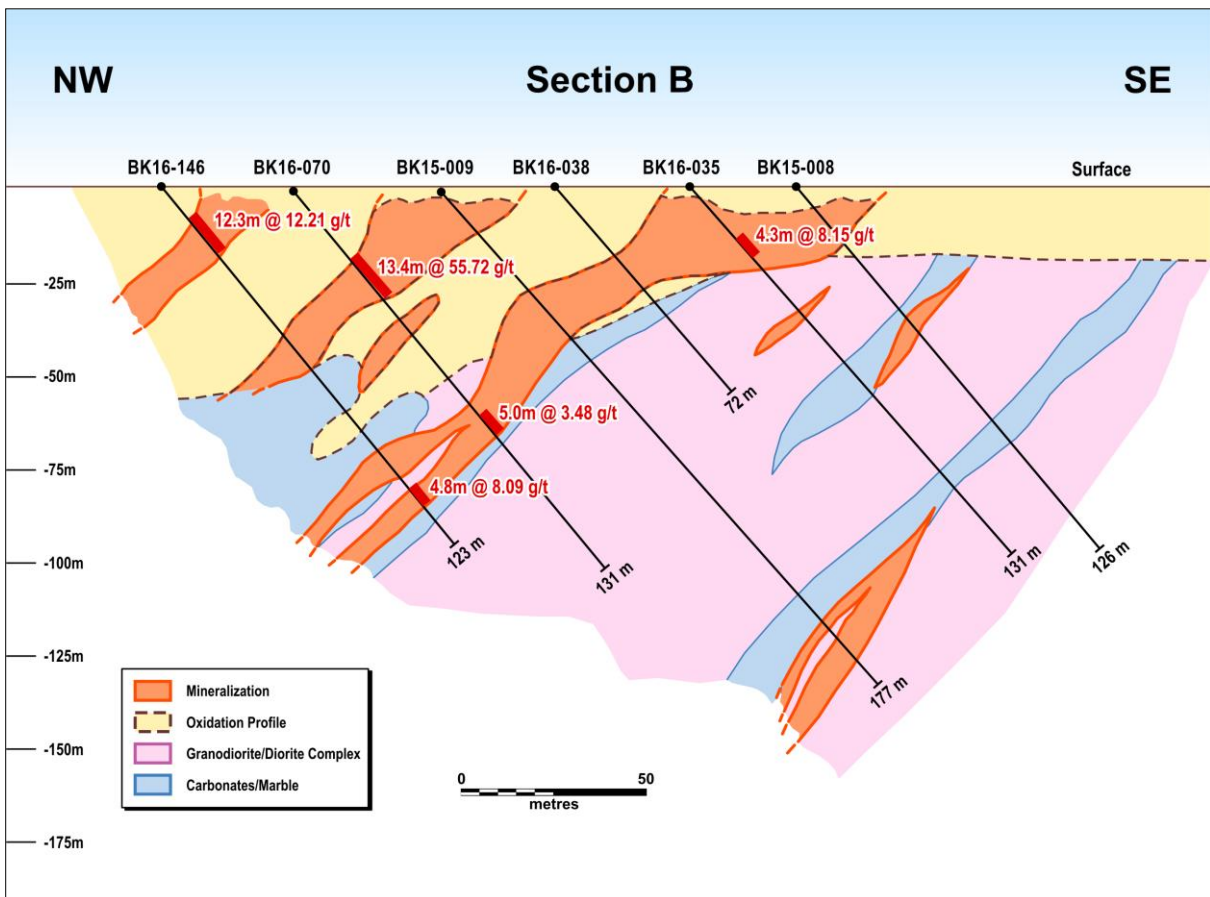 NW
Section B
SE
BK16-146
BK16-070
BK15-009
BK16-038
BK16-035
BK15-008
Surface
12.3m @ 12.21 g/t
4.3m @ 8.15 g/t
13.4m @ 55.72 g/t
-25m
-50m
72 m
5.0m @ 3.48 g/t
-75m
4.8m @ 8.09 g/t
123 m
131 m
131 m
126 m
-100m
-125m
177 m
Mineralization
Oxidation Profile
Granodiorite/Diorite Complex
Carbonates/Marble
0
50
metres
-150m
-175m